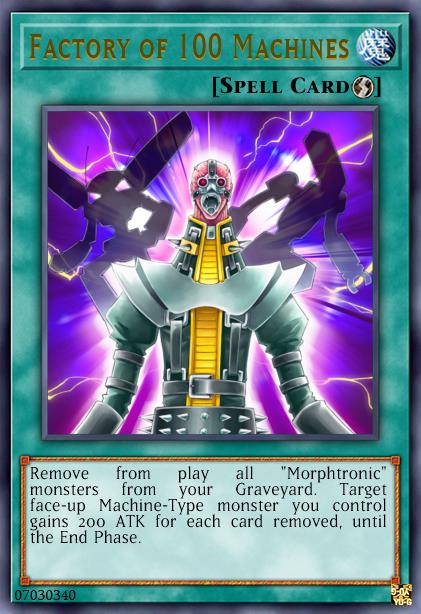 Factory of 100 Machines
魔
[Spell Card]
Remove from play all "Morphtronic"
monsters from your Graveyard. Target
face-up Machine-Type monster you control
gains 200 ATK for each card removed, until
the End Phase.
07030340